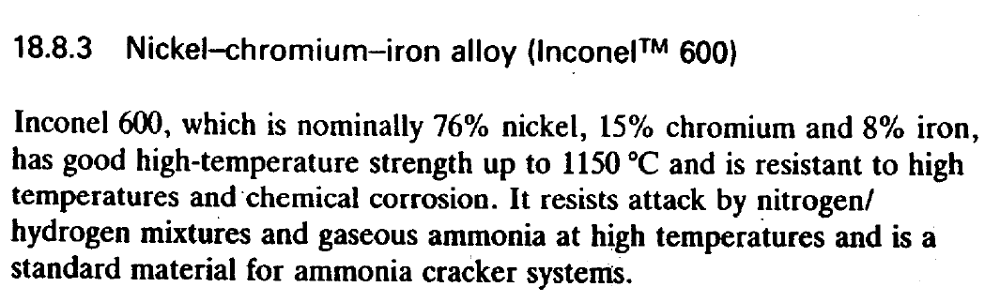 18.8.3 Nickel–chromium–iron alloy (Inconel™ 600)
Inconel 600, which is nominally 76% nickel, 15% chromium and 8% iron,
has good high-temperature strength up to 1150 °C and is resistant to high
temperatures and chemical corrosion. It resists attack by nitrogen/
hydrogen mixtures and gaseous ammonia at high temperatures and is a
standard material for ammonia cracker systems.